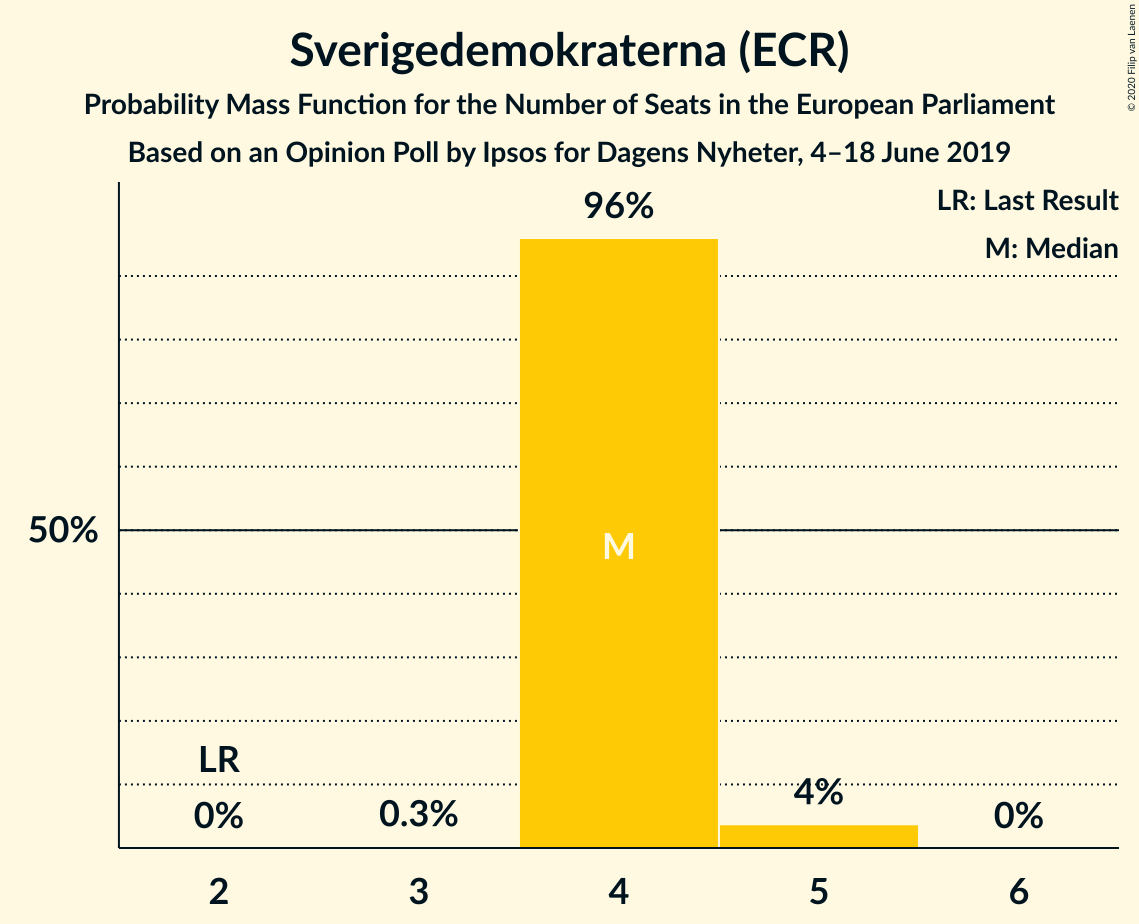 Sverigedemokraterna (ECR)
Probability Mass Function for the Number of Seats in the European Parliament
Based on an Opinion Poll by Ipsos for Dagens Nyheter, 4–18 June 2019
© 2020 Filip van Laenen
LR: Last Result
M: Median
96%
50%
M
LR
0%
0.3%
4%
0%
2
3
4
5
6